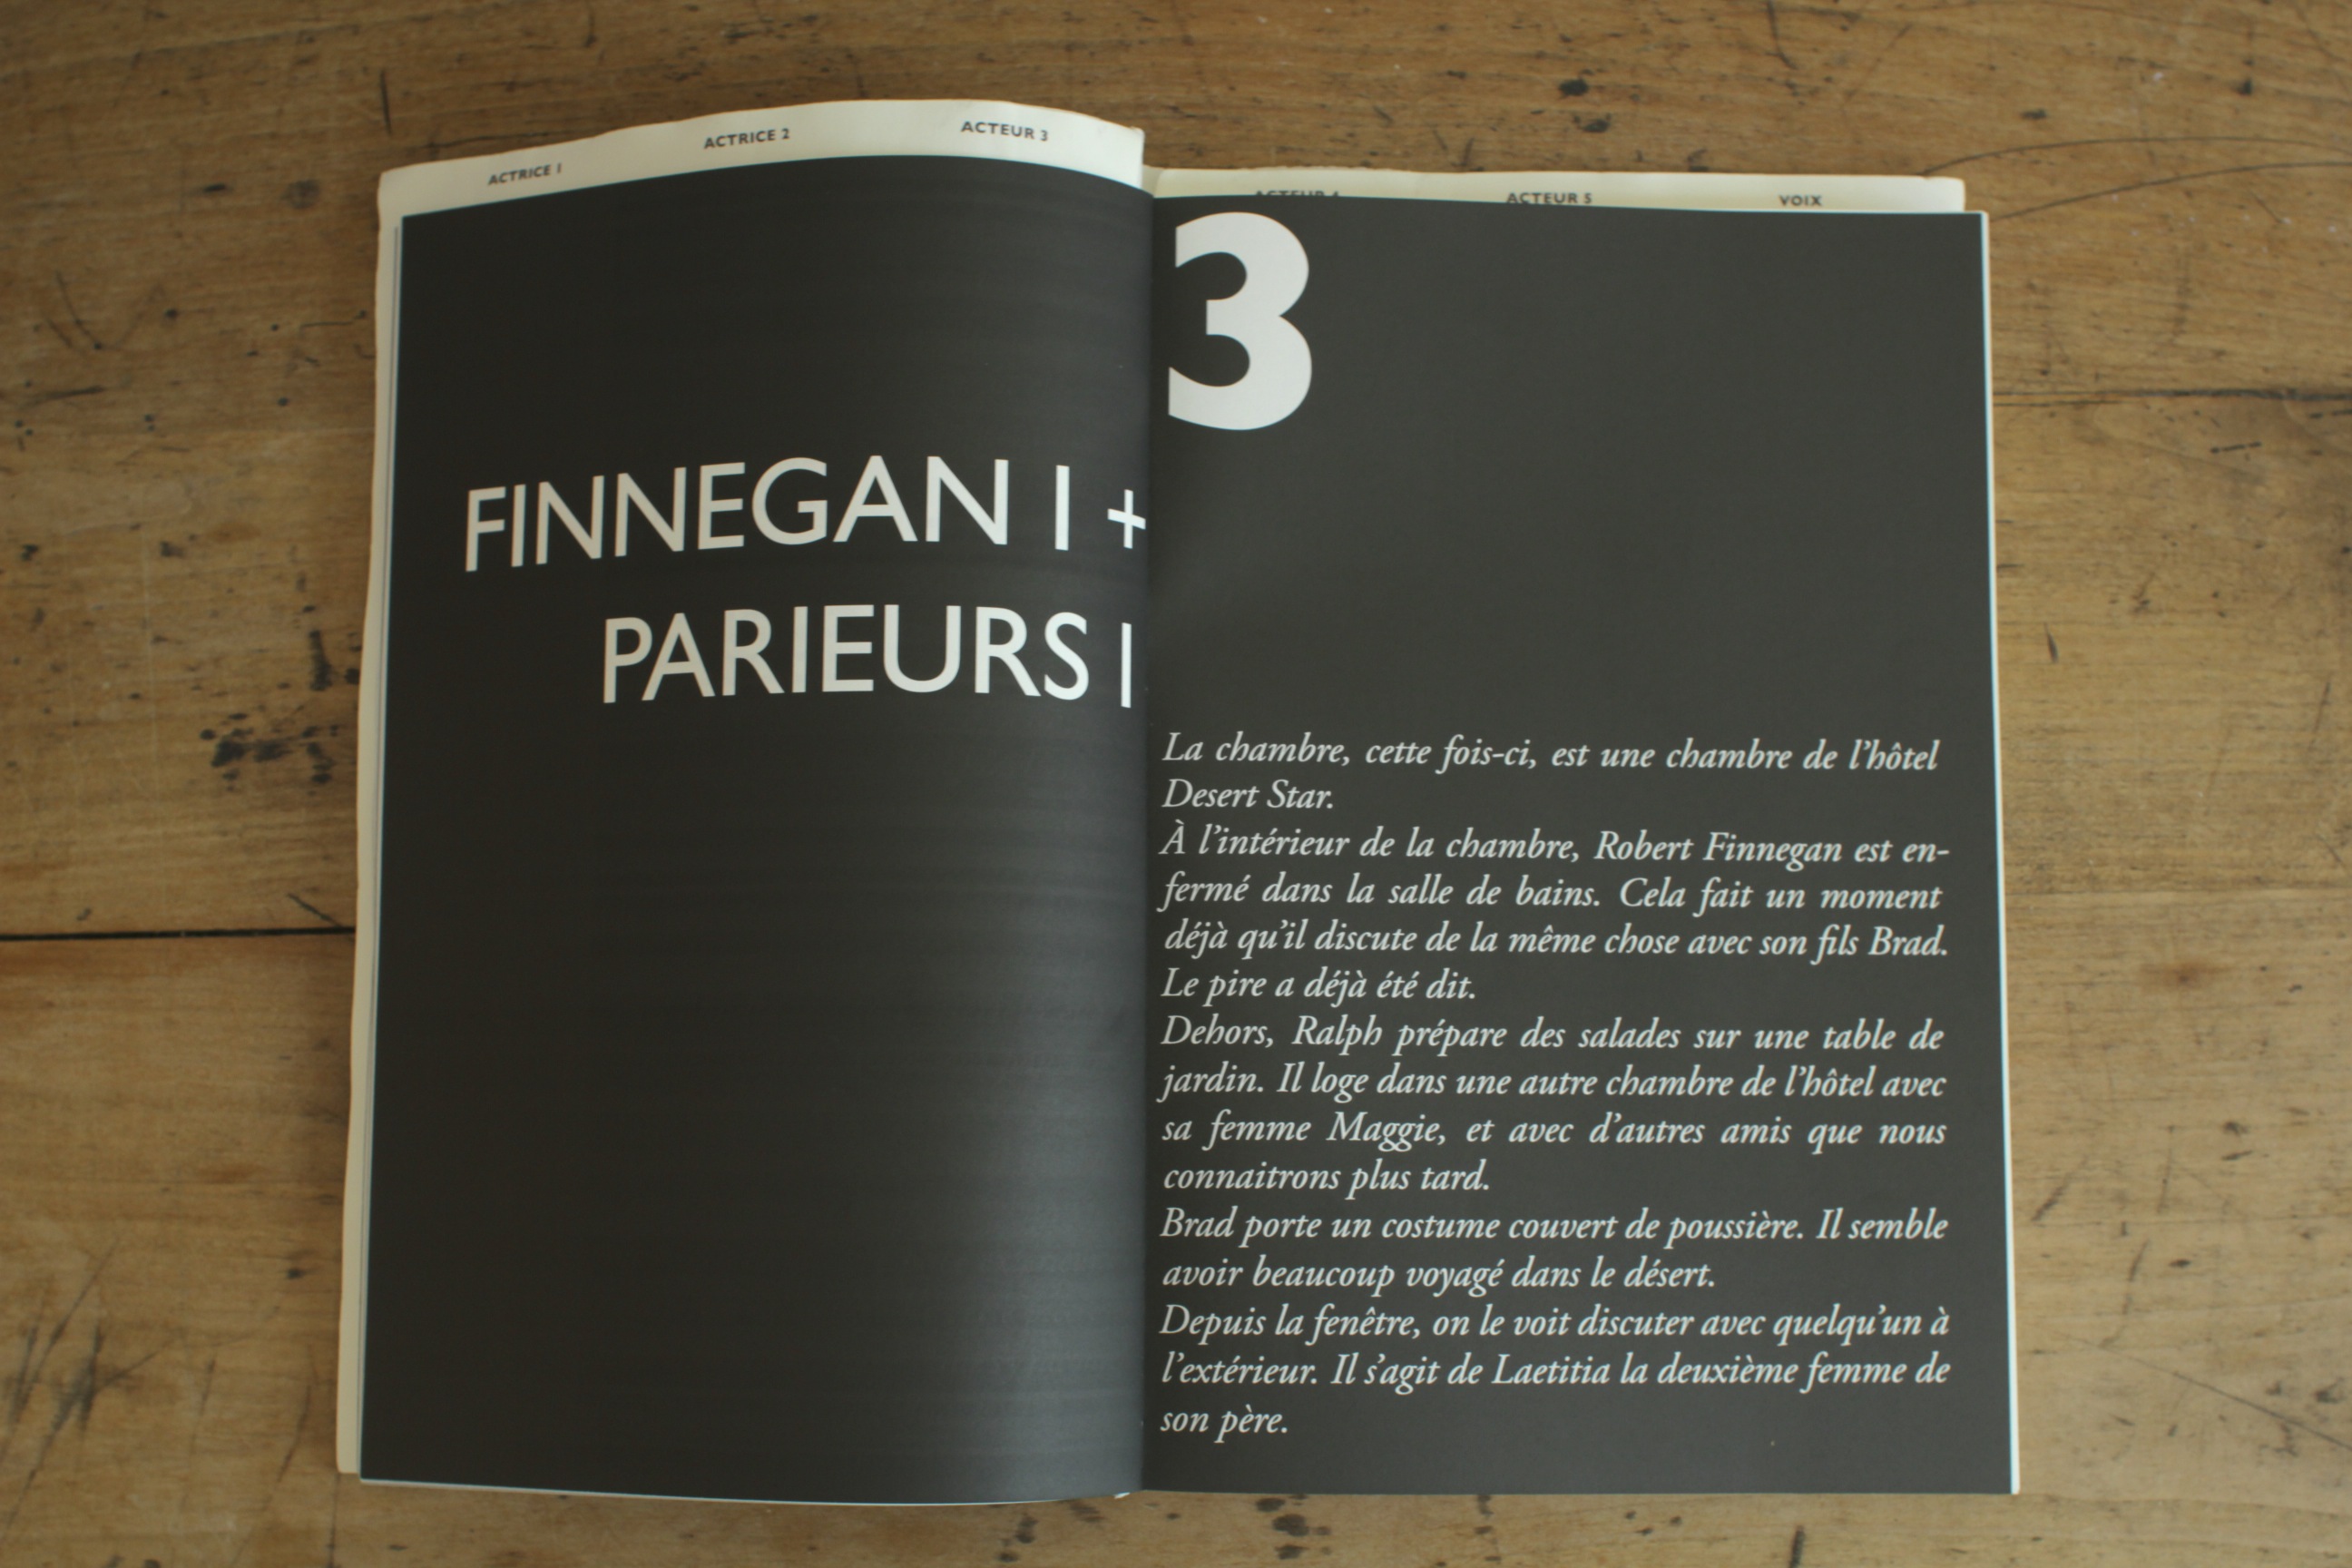 ACTRICE 1
ACTRICE 2
ACTEUR 3
ACTEUR 4
ACTEUR 5
VOIX
FINNEGAN I +
PARIEURS I
3
La chambre, cette fois-ci, est une chambre de l'hôtel
Desert Star.
À l'intérieur de la chambre, Robert Finnegan est en-
fermé dans la salle de bains. Cela fait un moment
déjà qu'il discute de la même chose avec son fils Brad.
Le pire a déjà été dit.
Dehors, Ralph prépare des salades sur une table de
jardin. Il loge dans une autre chambre de l'hôtel avec
sa femme Maggie, et avec d'autres amis que nous
connaitrons plus tard.
Brad porte un costume couvert de poussière. Il semble
avoir beaucoup voyagé dans le désert.
Depuis la fenêtre, on le voit discuter avec quelqu'un à
l'extérieur. Il s'agit de Laetitia la deuxième femme de
son père.